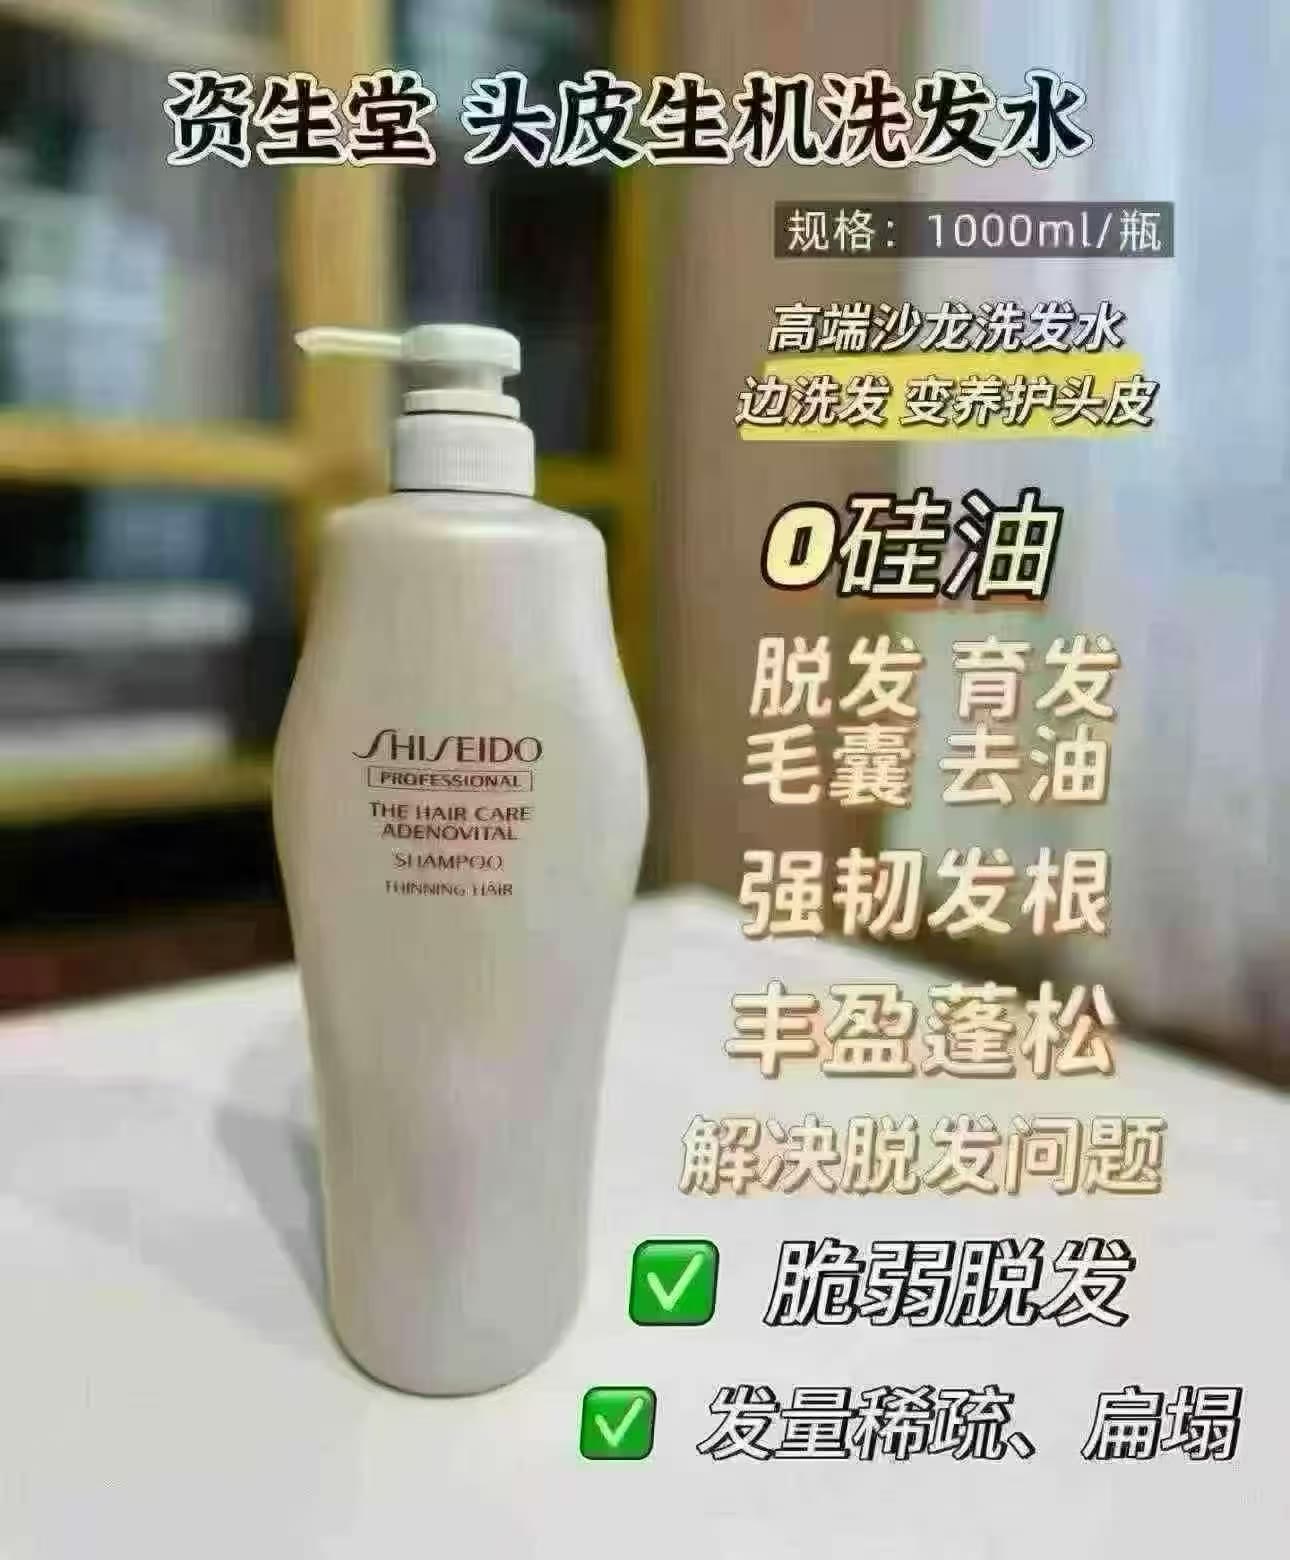 资生堂 头皮生机洗发水
规格：1000ml/瓶
高端沙龙洗发水
边洗发 变养护头皮
0硅油
脱发 育发
毛囊 去油
强韧发根
丰盈蓬松
解决脱发问题
✅ 脆弱脱发
✅ 发量稀疏、扁塌
SHISEIDO
PROFESSIONAL
THE HAIR CARE
ADENOVITAL
SHAMPOO
THINNING HAIR